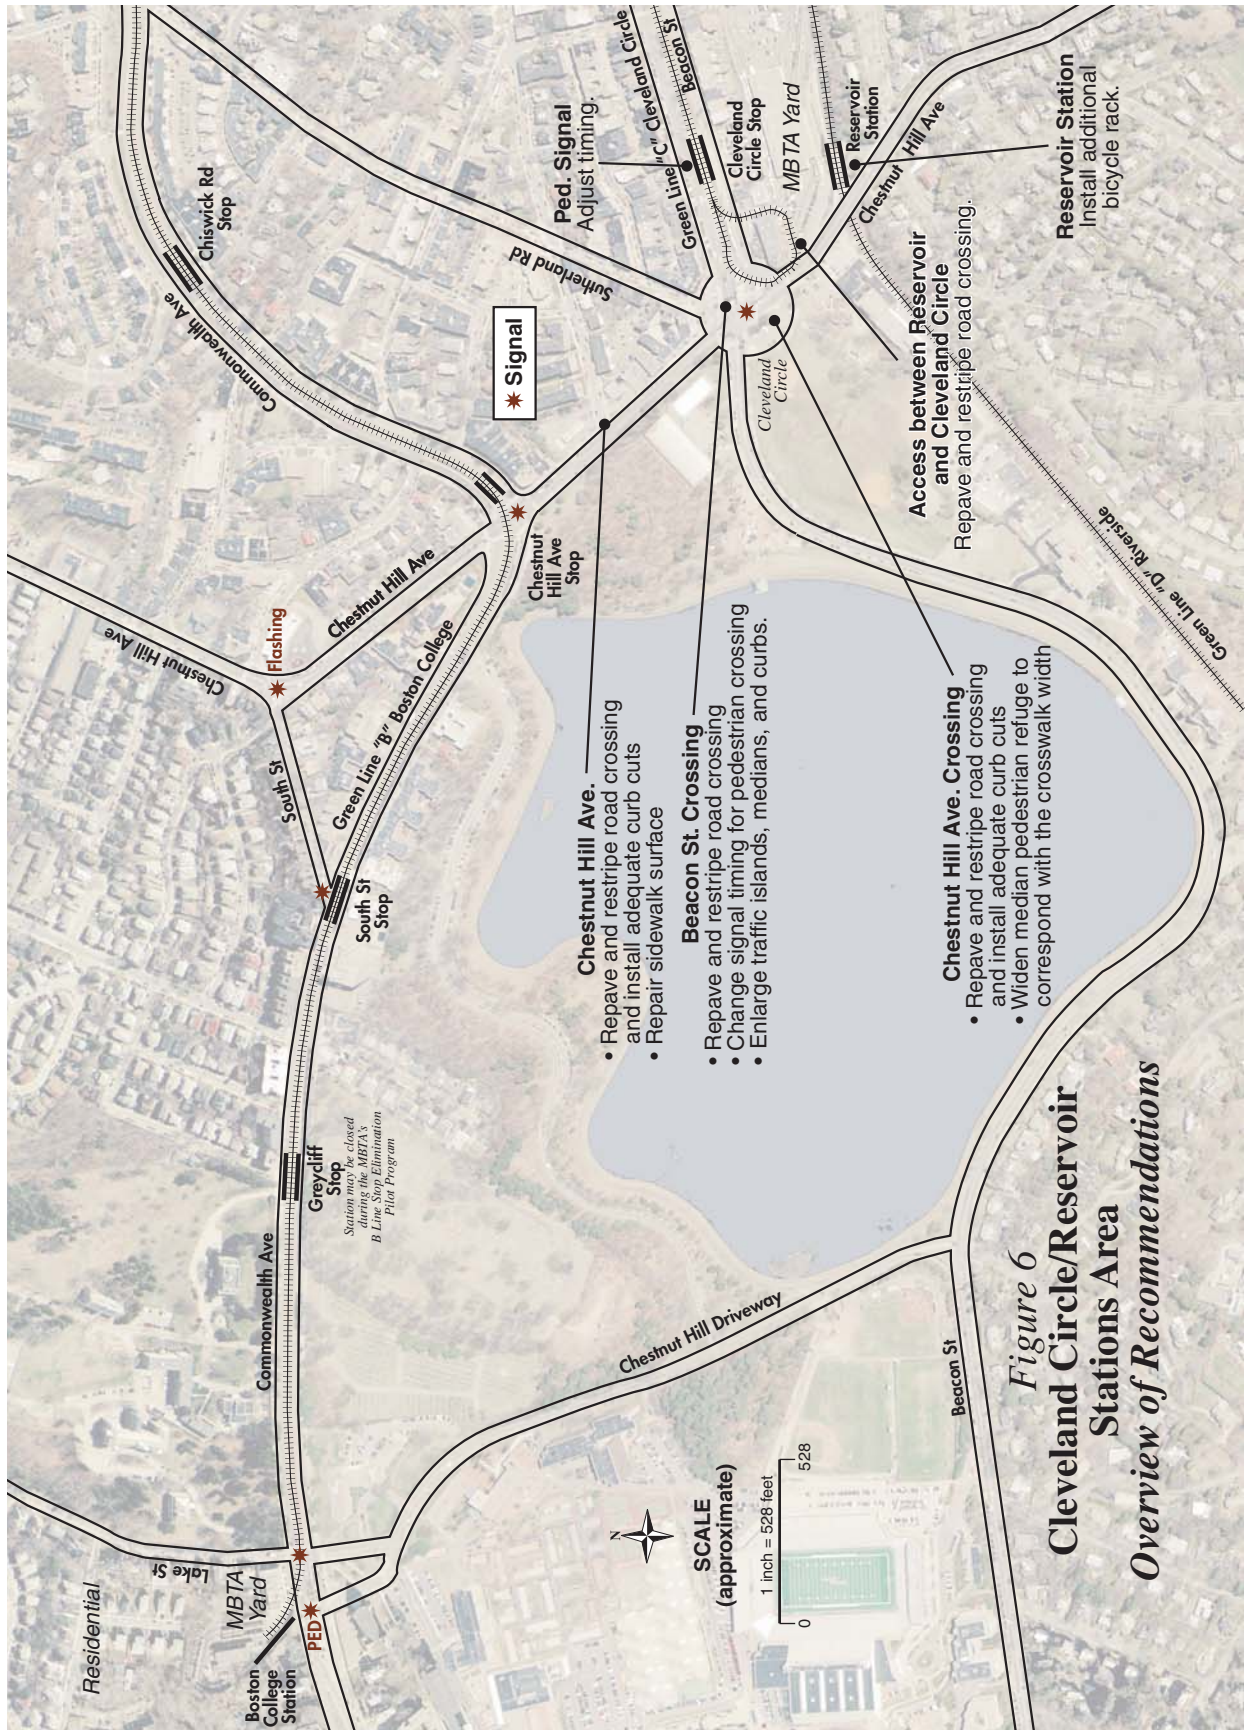 Residential
Lake St
MBTA
Yard
Boston
College
Station
PED
Commonwealth Ave
Greycliff
Stop
Station may be closed
during the MBTA's
B Line Stop Elimination
Pilot Program
South St
Stop
South St
Green Line "B" Boston College
Chestnut Hill Ave
Flashing
Chestnut Hill Ave
Chestnut
Hill Ave
Stop
Commonwealth Ave
Chiswick Rd
Stop
Signal
Sutherland Rd
Ped. Signal
Adjust timing.
Green Line "C" Cleveland Circle
Beacon St
Cleveland
Circle Stop
MBTA Yard
Reservoir
Station
Chestnut Hill Ave
Reservoir Station
Install additional
bicycle rack.
Cleveland
Circle
Access between Reservoir
and Cleveland Circle
Repave and restripe road crossing.
Green Line "D" Riverside
Chestnut Hill Ave.
• Repave and restripe road crossing
and install adequate curb cuts
• Repair sidewalk surface
Beacon St. Crossing
• Repave and restripe road crossing
• Change signal timing for pedestrian crossing
• Enlarge traffic islands, medians, and curbs.
Chestnut Hill Ave. Crossing
• Repave and restripe road crossing
and install adequate curb cuts
• Widen median pedestrian refuge to
correspond with the crosswalk width
Chestnut Hill Driveway
Beacon St
N
SCALE
(approximate)
1 inch = 528 feet
0
528
Figure 6
Cleveland Circle/Reservoir
Stations Area
Overview of Recommendations